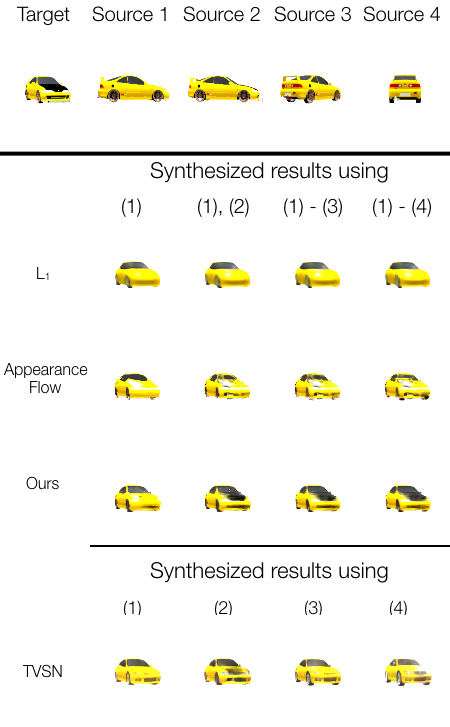 Target Source 1 Source 2 Source 3 Source 4
Synthesized results using
(1) (1), (2) (1) - (3) (1) - (4)
L₁
Appearance
Flow
Ours
Synthesized results using
(1) (2) (3) (4)
TVSN